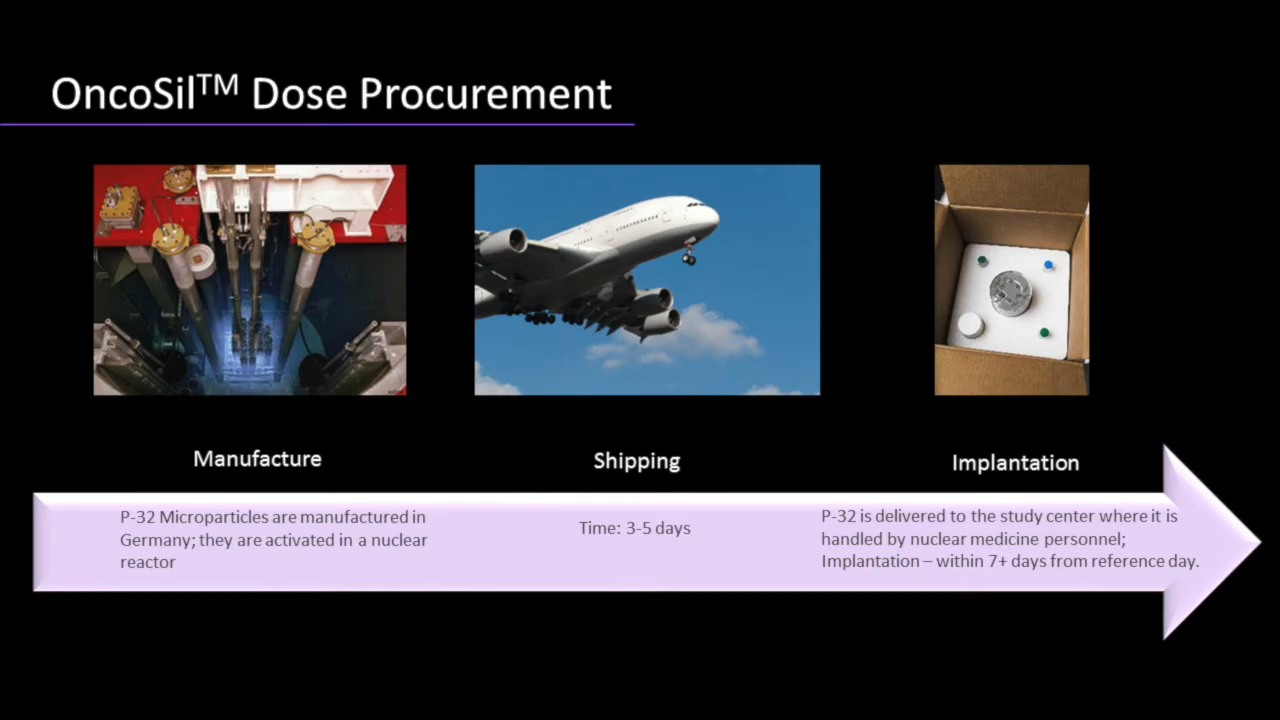 OncoSil™ Dose Procurement
Manufacture
Shipping
Implantation
P-32 Microparticles are manufactured in
Germany; they are activated in a nuclear
reactor
Time: 3-5 days
P-32 is delivered to the study center where it is
handled by nuclear medicine personnel;
Implantation – within 7+ days from reference day.